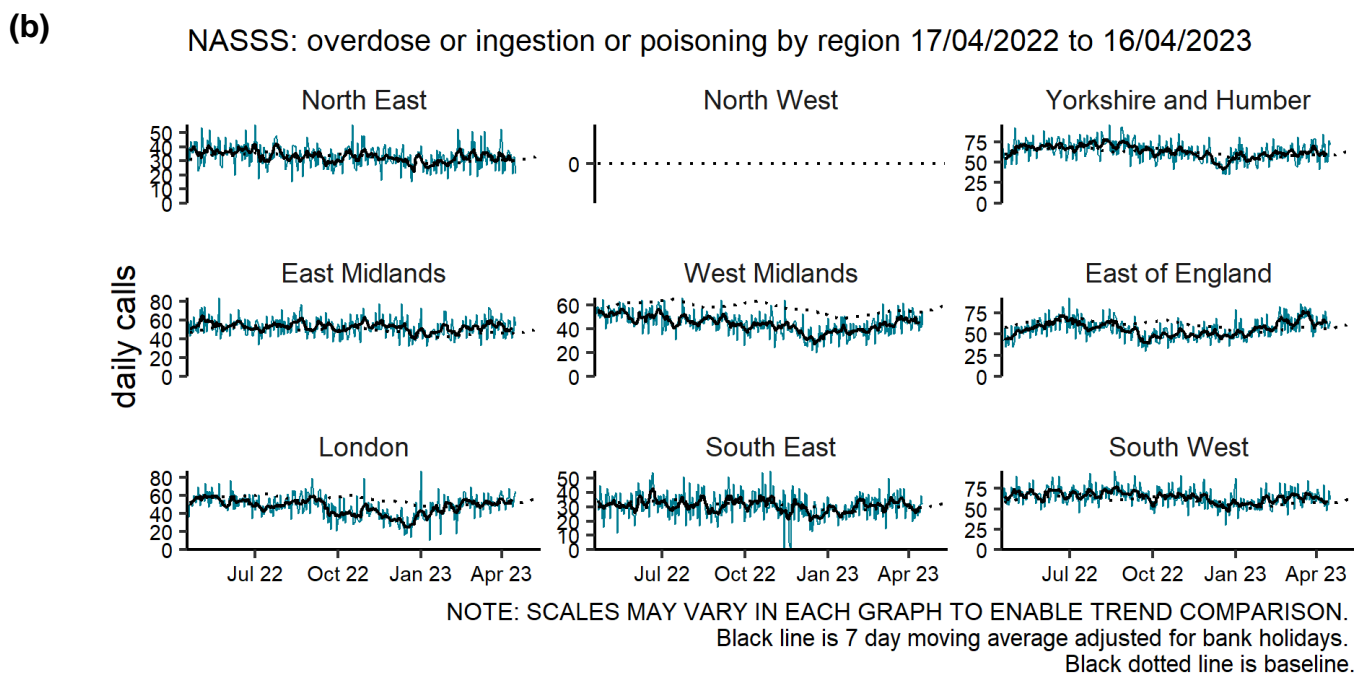 (b)
NASSS: overdose or ingestion or poisoning by region 17/04/2022 to 16/04/2023
North East
North West
Yorkshire and Humber
50
40
30
20
10
0
0
75
50
25
0
East Midlands
West Midlands
East of England
daily calls
80
60
40
20
0
60
40
20
0
75
50
25
0
London
South East
South West
80
60
40
20
0
50
40
30
20
10
0
75
50
25
0
Jul 22 Oct 22 Jan 23 Apr 23
Jul 22 Oct 22 Jan 23 Apr 23
Jul 22 Oct 22 Jan 23 Apr 23
NOTE: SCALES MAY VARY IN EACH GRAPH TO ENABLE TREND COMPARISON.
Black line is 7 day moving average adjusted for bank holidays.
Black dotted line is baseline.